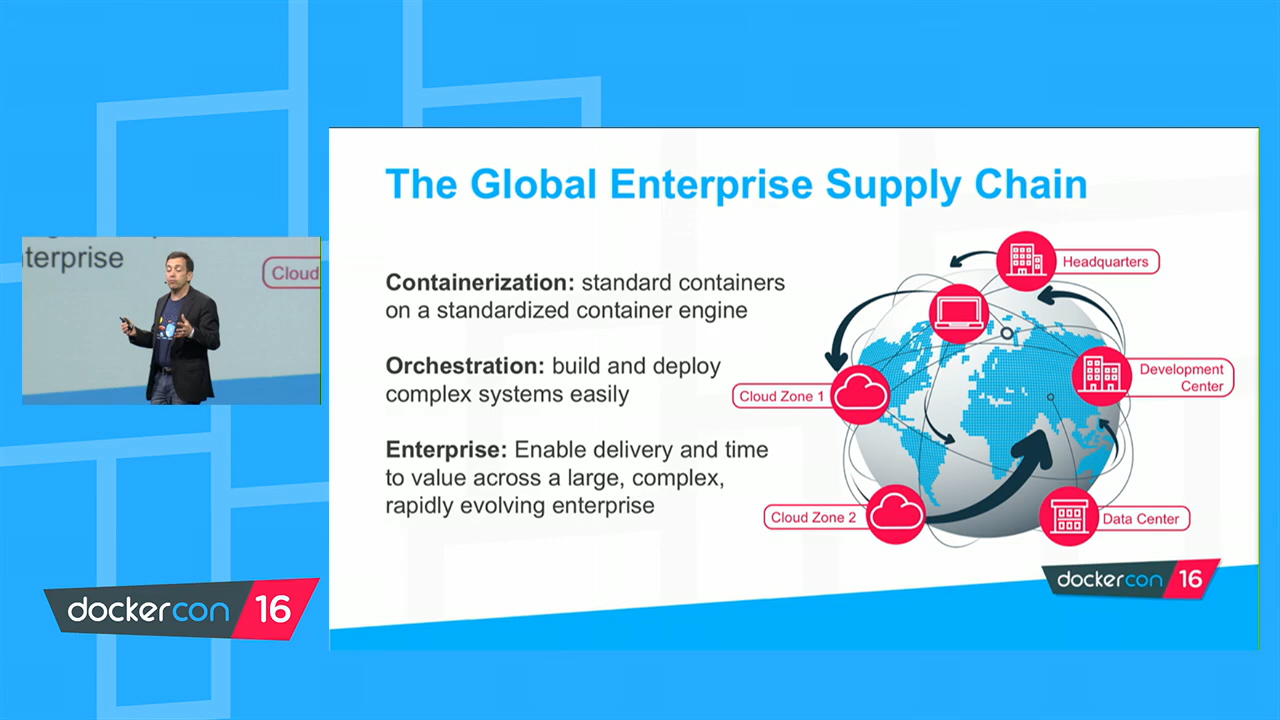 The Global Enterprise Supply Chain
Containerization: standard containers
on a standardized container engine
Orchestration: build and deploy
complex systems easily
Enterprise: Enable delivery and time
to value across a large, complex,
rapidly evolving enterprise
Headquarters
Development
Center
Cloud Zone 1
Cloud Zone 2
Data Center
dockercon 16
terprise
Cloud
dockercon 16